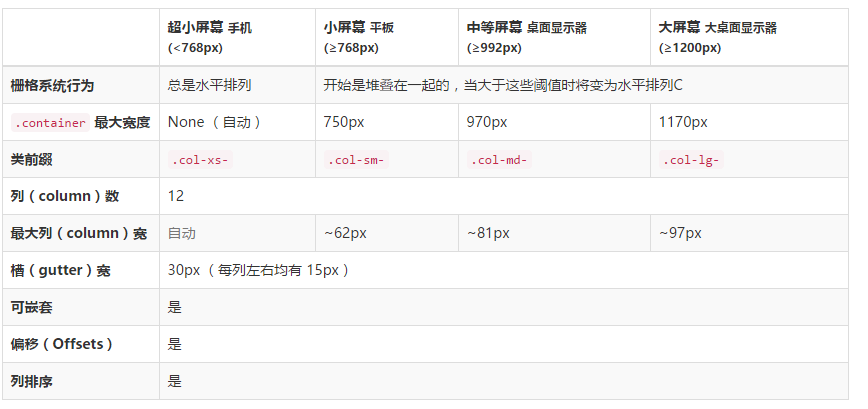 超小屏幕 手机 小屏幕 平板 中等屏幕 桌面显示器 大屏幕 大桌面显示器
(<768px) (≥768px) (≥992px) (≥1200px)
栅格系统行为 总是水平排列 开始是堆叠在一起的，当大于这些阈值时将变为水平排列C
.container 最大宽度 None （自动） 750px 970px 1170px
类前缀 .col-xs- .col-sm- .col-md- .col-lg-
列（column）数 12
最大列（column）宽 自动 ~62px ~81px ~97px
槽（gutter）宽 30px （每列左右均有 15px）
可嵌套 是
偏移（Offsets） 是
列排序 是